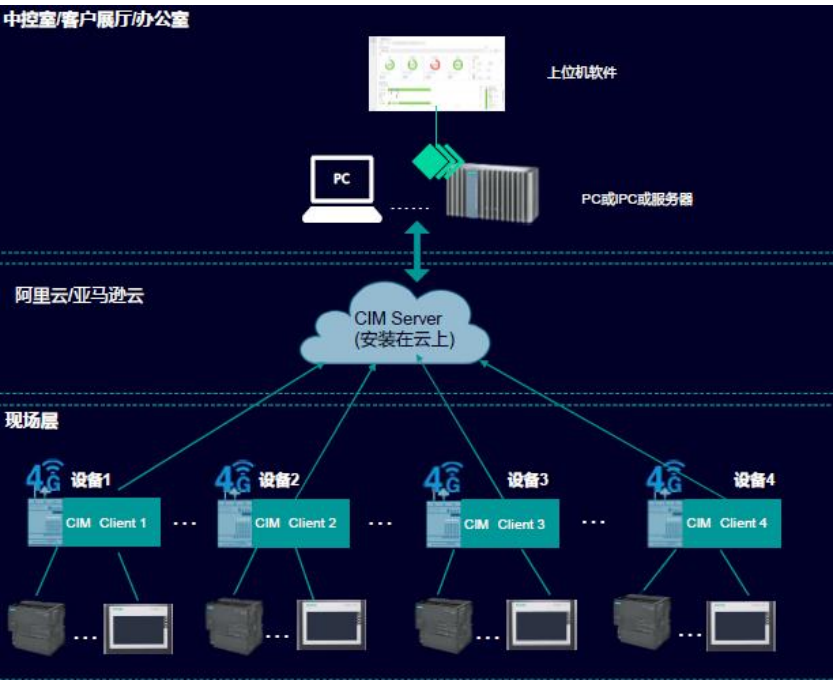 中控室/客户展厅/办公室
上位机软件
PC
......
PC或IPC或服务器
阿里云/亚马逊云
CIM Server
(安装在云上)
现场层
4G 设备1
4G 设备2
4G 设备3
4G 设备4
CIM Client 1 ... CIM Client 2 ... CIM Client 3 ... CIM Client 4
... ... ... ...